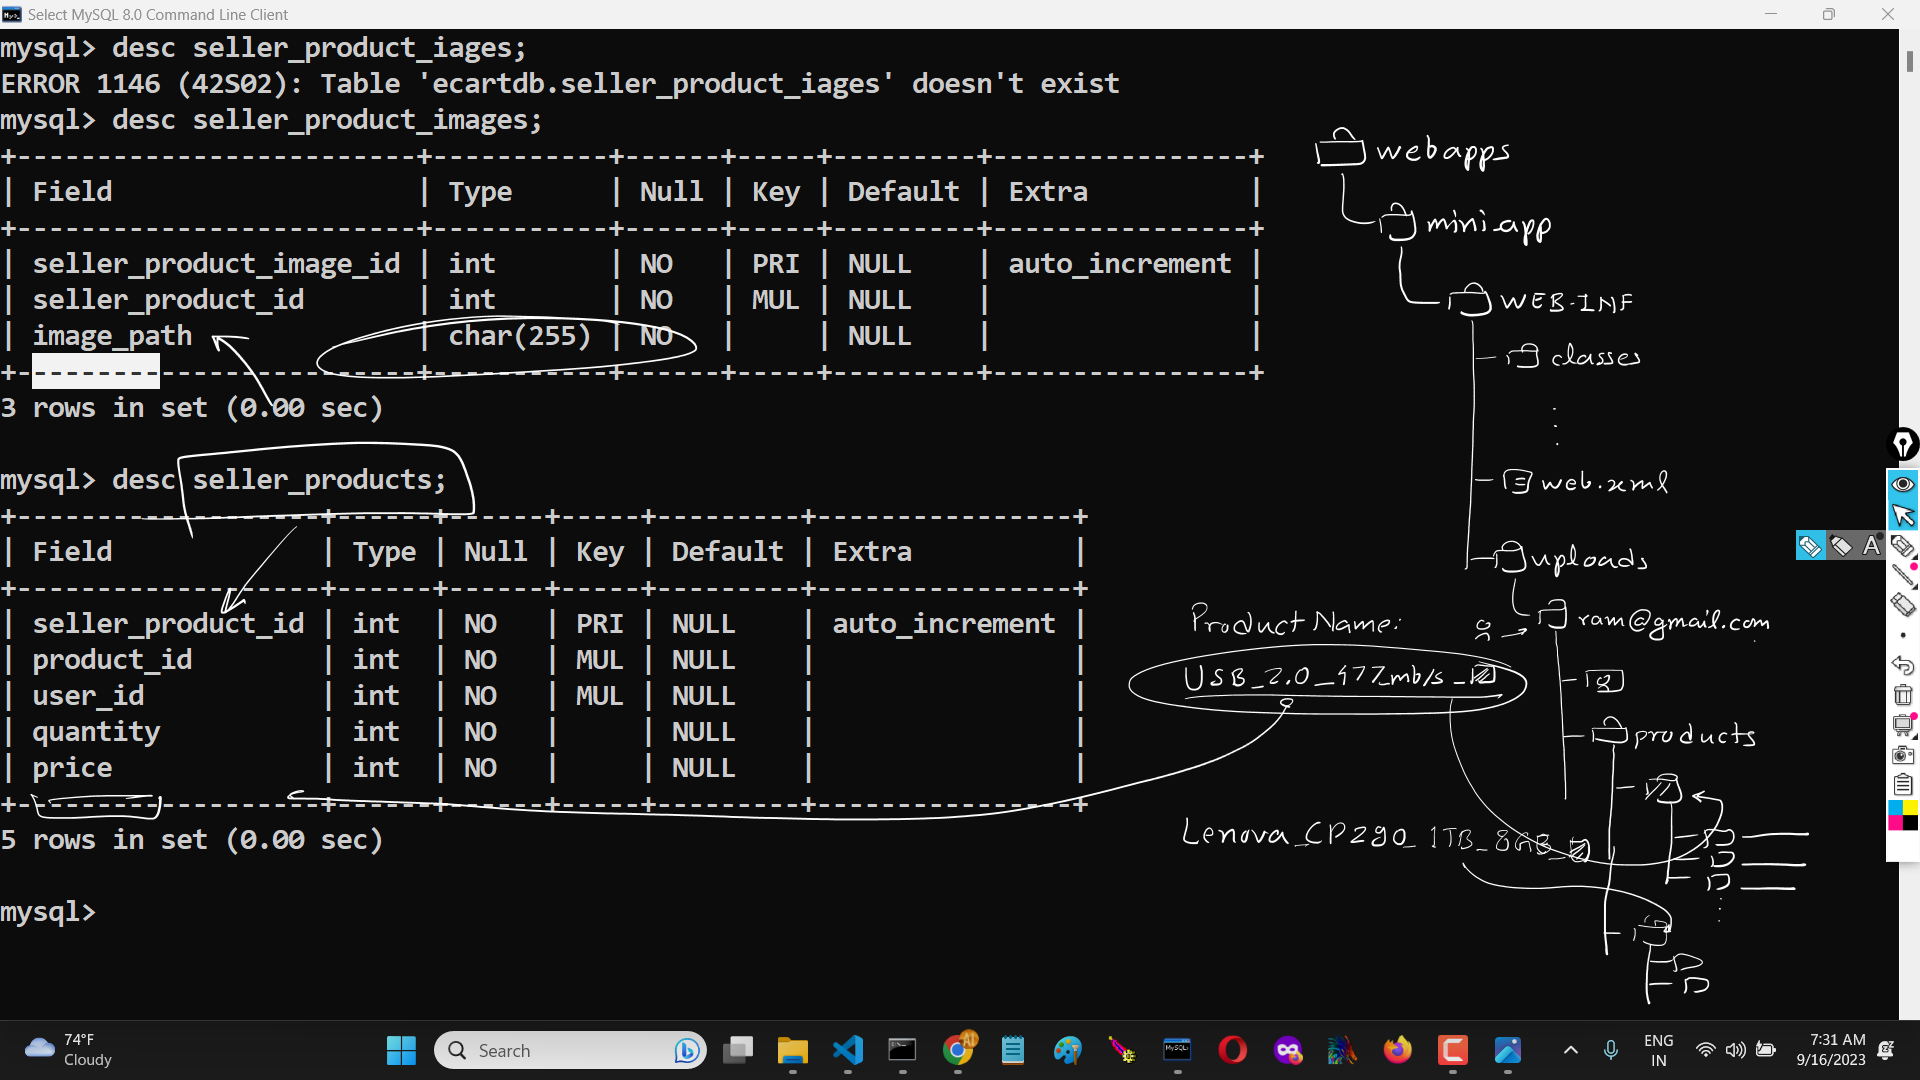 Select MySQL 8.0 Command Line Client
mysql> desc seller_product_iages;
ERROR 1146 (42S02): Table 'ecartdb.seller_product_iages' doesn't exist
mysql> desc seller_product_images;
+-------------------------+-----------+------+-----+---------+----------------+
| Field | Type | Null | Key | Default | Extra |
+-------------------------+-----------+------+-----+---------+----------------+
| seller_product_image_id | int | NO | PRI | NULL | auto_increment |
| seller_product_id | int | NO | MUL | NULL | |
| image_path | char(255) | NO | | NULL | |
+-------------------------+-----------+------+-----+---------+----------------+
3 rows in set (0.00 sec)
mysql> desc seller_products;
+-------------------+------+------+-----+---------+----------------+
| Field | Type | Null | Key | Default | Extra |
+-------------------+------+------+-----+---------+----------------+
| seller_product_id | int | NO | PRI | NULL | auto_increment |
| product_id | int | NO | MUL | NULL | |
| user_id | int | NO | MUL | NULL | |
| quantity | int | NO | | NULL | |
| price | int | NO | | NULL | |
+-------------------+------+------+-----+---------+----------------+
5 rows in set (0.00 sec)
mysql>
webapps
mini-app
WEB-INF
classes
web.xml
uploads
ram@gmail.com
products
Product Name:
USB_2.0_477mb/s_
Lenova_CP290_1TB_8GB_
A
74°F
Cloudy
Search
ENG
IN
7:31 AM
9/16/2023